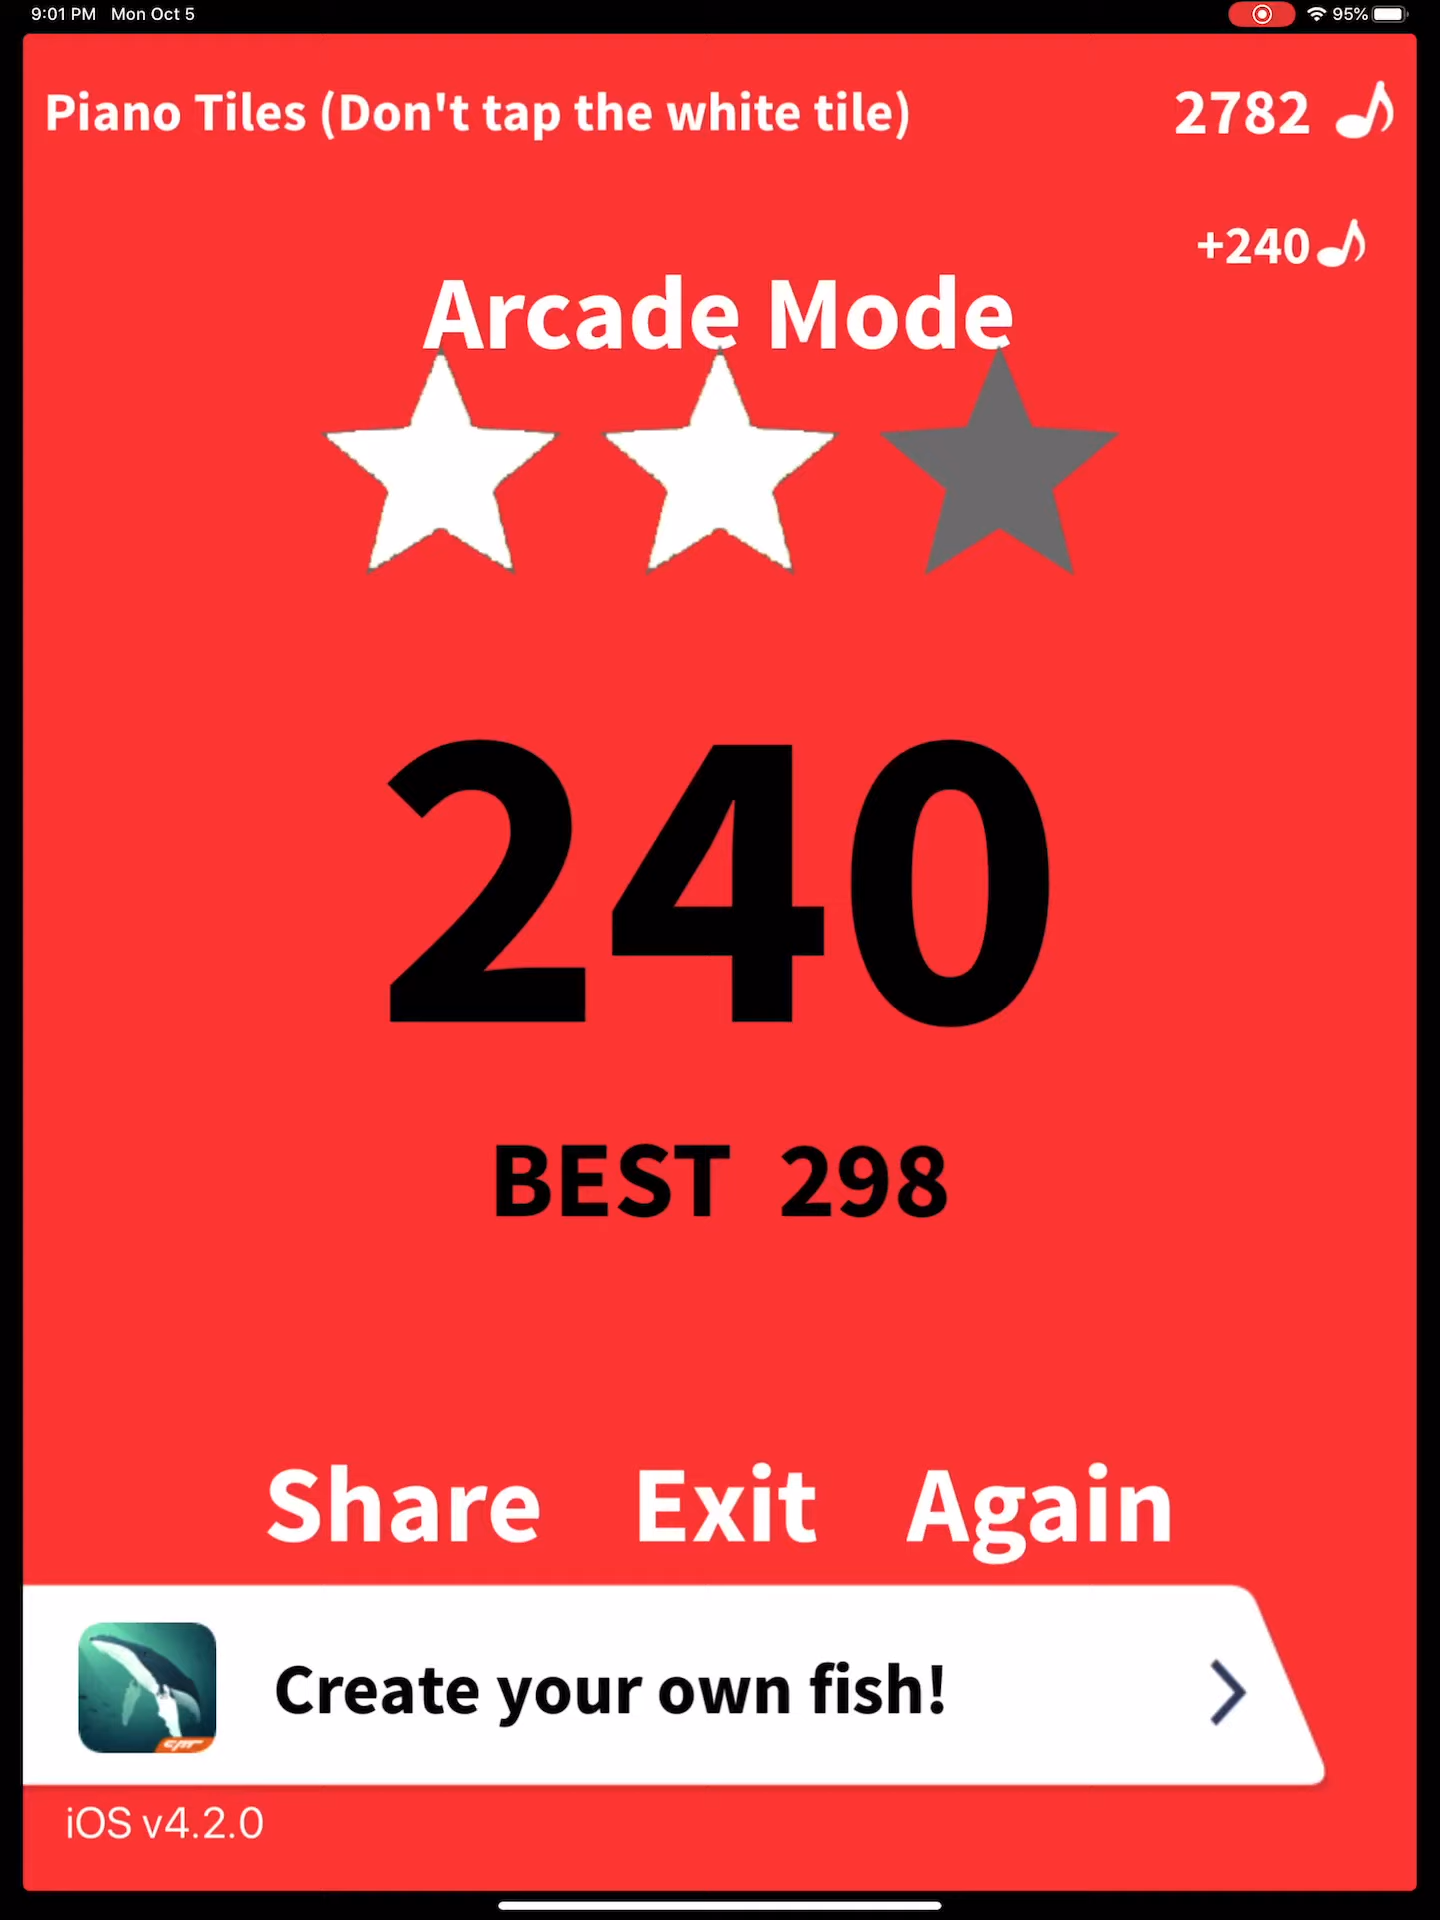 9:01 PM Mon Oct 5
95%
Piano Tiles (Don't tap the white tile)
2782
+240
Arcade Mode
240
BEST 298
Share Exit Again
Create your own fish!
iOS v4.2.0